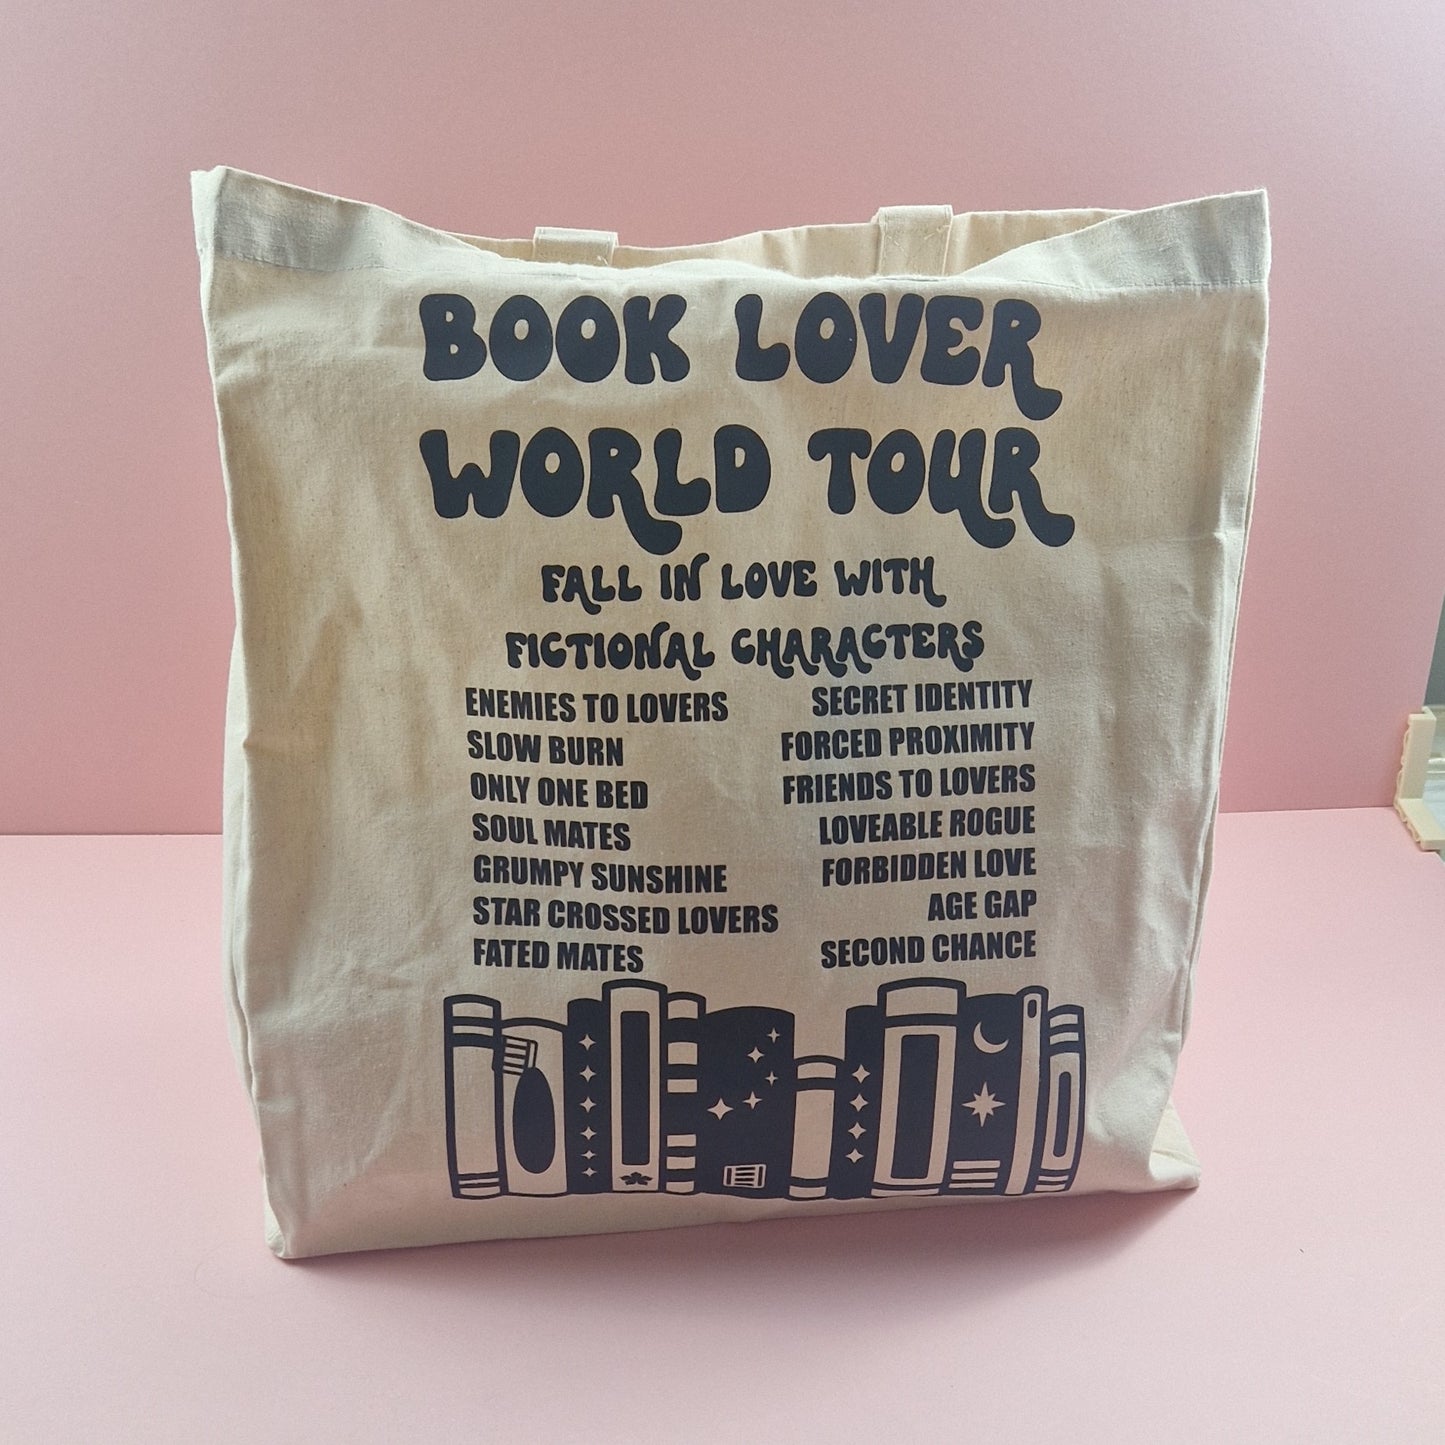 BOOK LOVER
WORLD TOUR
FALL IN LOVE WITH
FICTIONAL CHARACTERS
ENEMIES TO LOVERS
SLOW BURN
ONLY ONE BED
SOUL MATES
GRUMPY SUNSHINE
STAR CROSSED LOVERS
FATED MATES
SECRET IDENTITY
FORCED PROXIMITY
FRIENDS TO LOVERS
LOVEABLE ROGUE
FORBIDDEN LOVE
AGE GAP
SECOND CHANCE